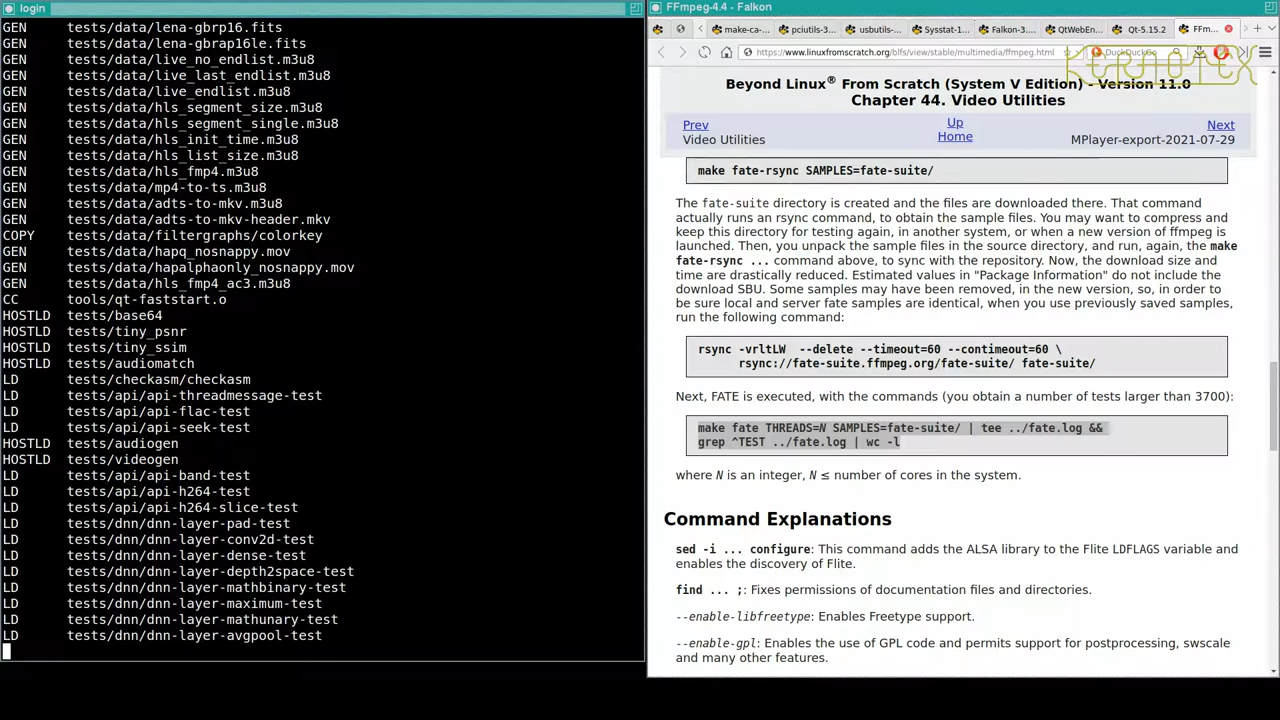 login
GEN tests/data/lena-gbrp16.fits
GEN tests/data/lena-gbrap16le.fits
GEN tests/data/live_no_endlist.m3u8
GEN tests/data/live_last_endlist.m3u8
GEN tests/data/live_endlist.m3u8
GEN tests/data/hls_segment_size.m3u8
GEN tests/data/hls_segment_single.m3u8
GEN tests/data/hls_init_time.m3u8
GEN tests/data/hls_list_size.m3u8
GEN tests/data/hls_fmp4.m3u8
GEN tests/data/mp4-to-ts.m3u8
GEN tests/data/adts-to-mkv.m3u8
GEN tests/data/adts-to-mkv-header.mkv
COPY tests/data/filtergraphs/colorkey
GEN tests/data/hapq_nosnappy.mov
GEN tests/data/hapalphaonly_nosnappy.mov
GEN tests/data/hls_fmp4_ac3.m3u8
CC tools/qt-faststart.o
HOSTLD tests/base64
HOSTLD tests/tiny_psnr
HOSTLD tests/tiny_ssim
HOSTLD tests/audiomatch
LD tests/checkasm/checkasm
LD tests/api/api-threadmessage-test
LD tests/api/api-flac-test
LD tests/api/api-seek-test
HOSTLD tests/audiogen
HOSTLD tests/videogen
LD tests/api/api-band-test
LD tests/api/api-h264-test
LD tests/api/api-h264-slice-test
LD tests/dnn/dnn-layer-pad-test
LD tests/dnn/dnn-layer-conv2d-test
LD tests/dnn/dnn-layer-dense-test
LD tests/dnn/dnn-layer-depth2space-test
LD tests/dnn/dnn-layer-mathbinary-test
LD tests/dnn/dnn-layer-maximum-test
LD tests/dnn/dnn-layer-mathunary-test
LD tests/dnn/dnn-layer-avgpool-test
FFmpeg-4.4 - Falkon
make-ca-... pciutils-3... usbutils-... Sysstat-1... Falkon-3.... QtWebEn... Qt-5.15.2 FFm...
https://www.linuxfromscratch.org/blfs/view/stable/multimedia/ffmpeg.html DuckDuckGo
KERNOTEX
Beyond Linux® From Scratch (System V Edition) - Version 11.0
Chapter 44. Video Utilities
Prev Up Next
Video Utilities Home MPlayer-export-2021-07-29
make fate-rsync SAMPLES=fate-suite/
The fate-suite directory is created and the files are downloaded there. That command
actually runs an rsync command, to obtain the sample files. You may want to compress and
keep this directory for testing again, in another system, or when a new version of ffmpeg is
launched. Then, you unpack the sample files in the source directory, and run, again, the make
fate-rsync ... command above, to sync with the repository. Now, the download size and
time are drastically reduced. Estimated values in "Package Information" do not include the
download SBU. Some samples may have been removed, in the new version, so, in order to
be sure local and server fate samples are identical, when you use previously saved samples,
run the following command:
rsync -vrltLW --delete --timeout=60 --contimeout=60 \
rsync://fate-suite.ffmpeg.org/fate-suite/ fate-suite/
Next, FATE is executed, with the commands (you obtain a number of tests larger than 3700):
make fate THREADS=N SAMPLES=fate-suite/ | tee ../fate.log &&
grep ^TEST ../fate.log | wc -l
where N is an integer, N ≤ number of cores in the system.
Command Explanations
sed -i ... configure: This command adds the ALSA library to the Flite LDFLAGS variable and
enables the discovery of Flite.
find ... ;: Fixes permissions of documentation files and directories.
--enable-libfreetype: Enables Freetype support.
--enable-gpl: Enables the use of GPL code and permits support for postprocessing, swscale
and many other features.